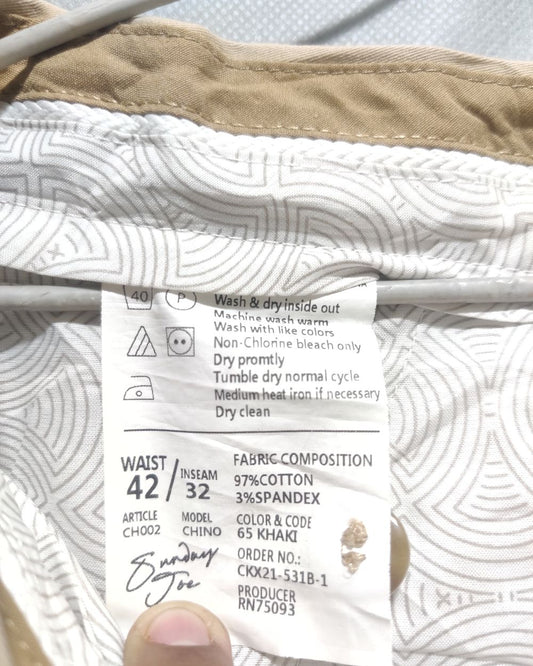 40 P
Wash & dry inside out
Machine wash warm
Wash with like colors
Non-Chlorine bleach only
Dry promtly
Tumble dry normal cycle
Medium heat iron if necessary
Dry clean
WAIST / INSEAM
42 32
FABRIC COMPOSITION
97%COTTON
3%SPANDEX
ARTICLE
CH002
MODEL
CHINO
COLOR & CODE
65 KHAKI
Sunday
Joe
ORDER NO.:
CKX21-531B-1
PRODUCER
RN75093